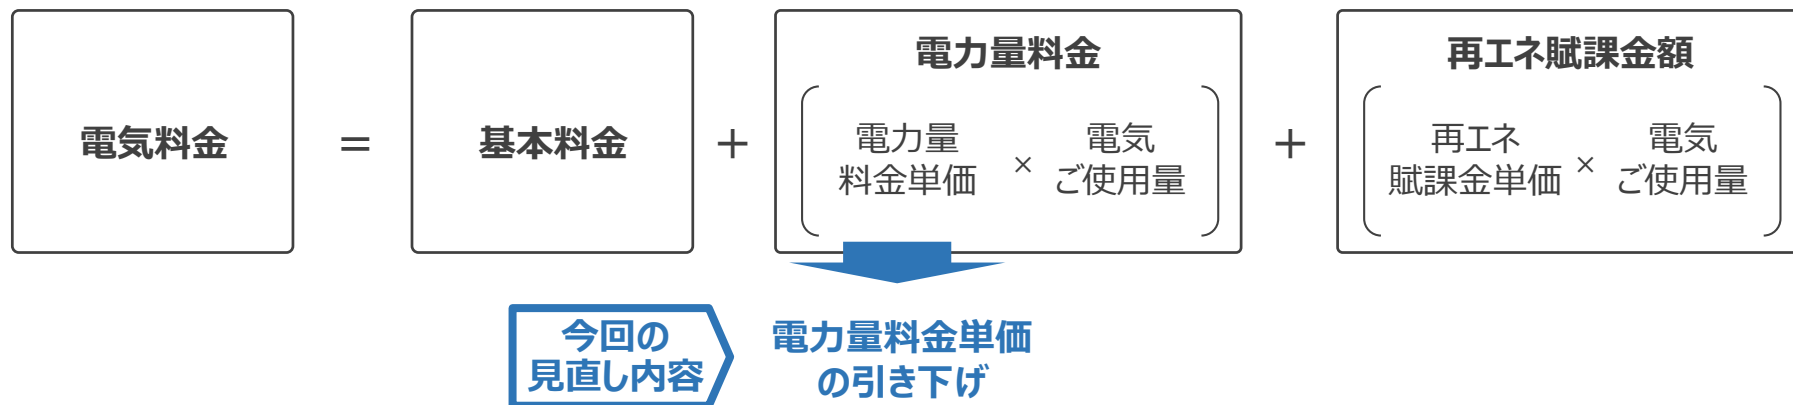 電気料金
=
基本料金
+
電力量料金
電力量
料金単価
×
電気
ご使用量
+
再エネ賦課金額
再エネ
賦課金単価
×
電気
ご使用量
今回の
見直し内容
電力量料金単価
の引き下げ